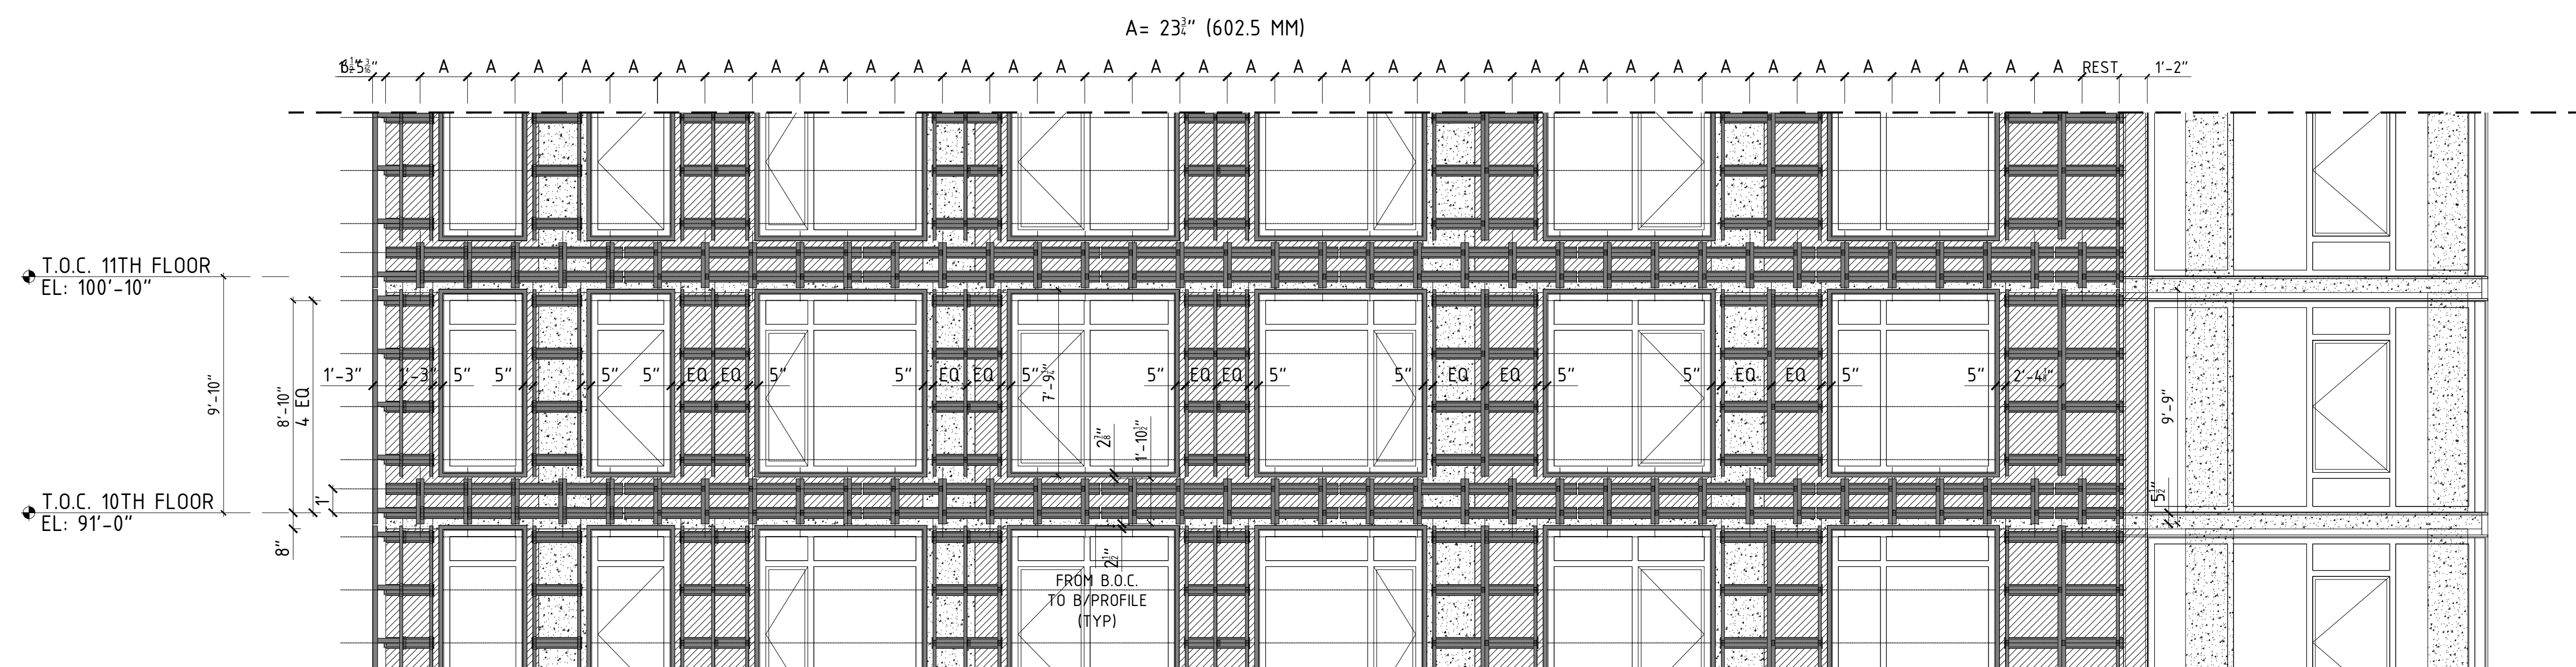 A= 23¾" (602.5 MM)
A A A A A A A A A A A A A A A A A A A A A A A A A A A A A A A A A A A REST 1'-2"
T.O.C. 11TH FLOOR
EL: 100'-10"
9'-10"
8'-10"
4 EQ
1'-3" 1'-3" 5" 5" 5" 5" EQ EQ 5" 5" EQ EQ 5" 5" EQ EQ 5" 5" EQ EQ 5" 5" EQ EQ 5" 5" 2'-4⅛"
7'-9¼"
9'-9"
2⅞"
1'-10½"
T.O.C. 10TH FLOOR
EL: 91'-0"
1'
5½"
8"
2½"
FROM B.O.C.
TO B/PROFILE
(TYP)